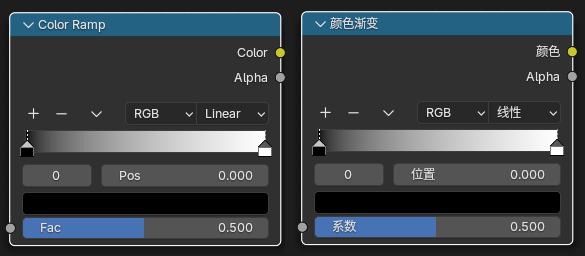 Color Ramp
Color
Alpha
RGB Linear
0 Pos 0.000
Fac 0.500
颜色渐变
颜色
Alpha
RGB 线性
0 位置 0.000
系数 0.500